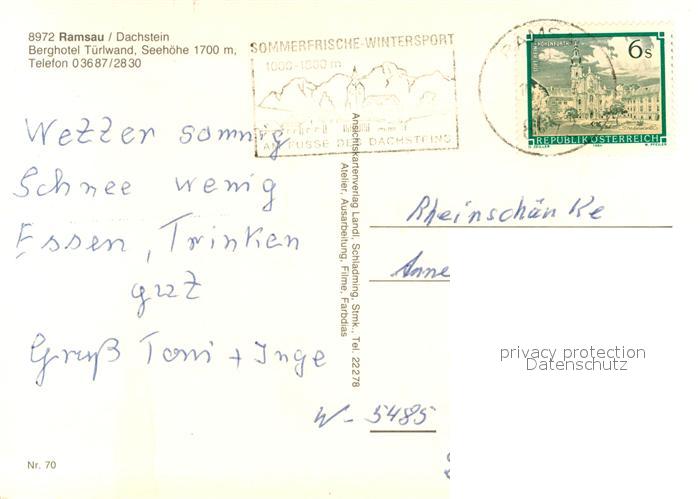 8972 Ramsau / Dachstein
Berghotel Türlwand, Seehöhe 1700 m,
Telefon 03687/2830
SOMMERFRISCHE-WINTERSPORT
1000-1800 m
AM FUSSE DES DACHSTEINS
6s
REPUBLIK ÖSTERREICH
Wetter sonnig
Schnee wenig
Essen, Trinken
gut
Gruß Toni + Inge
Ansichtskartenverlag Landl, Schladming, Stmk., Tel. 22278
Atelier, Ausarbeitung, Filme, Farbdias
Rheinschänke
Anne
privacy protection
Datenschutz
W- 5485
Nr. 70